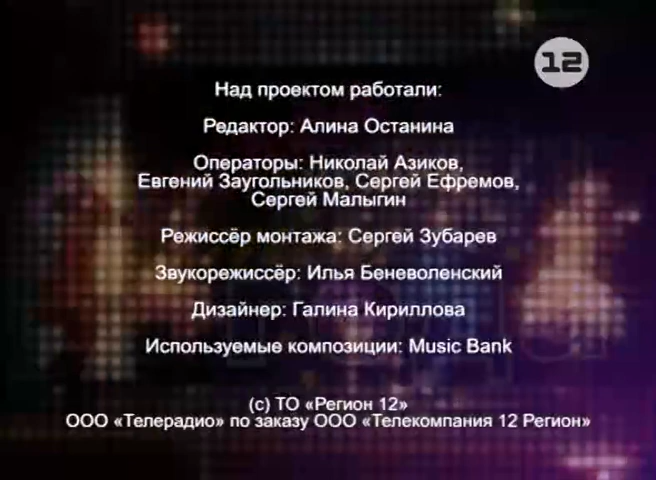 12
Над проектом работали:
Редактор: Алина Останина
Операторы: Николай Азиков,
Евгений Заугольников, Сергей Ефремов,
Сергей Малыгин
Режиссёр монтажа: Сергей Зубарев
Звукорежиссёр: Илья Беневоленский
Дизайнер: Галина Кириллова
Используемые композиции: Music Bank
(с) ТО «Регион 12»
ООО «Телерадио» по заказу ООО «Телекомпания 12 Регион»